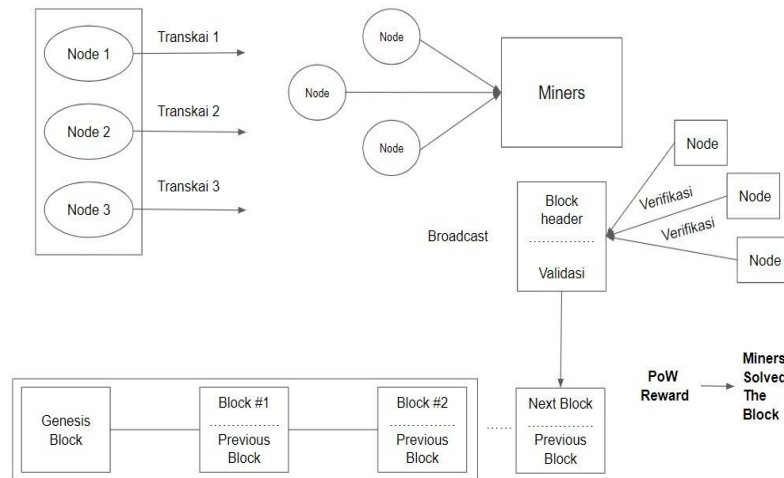 Node 1
Transkai 1
Node 2
Transkai 2
Node 3
Transkai 3
Node
Node
Node
Miners
Node
Verifikasi
Node
Verifikasi
Node
Broadcast
Block
header
Validasi
Genesis
Block
Block #1
Previous
Block
Block #2
Previous
Block
Next Block
Previous
Block
PoW
Reward
Miners
Solved
The
Block